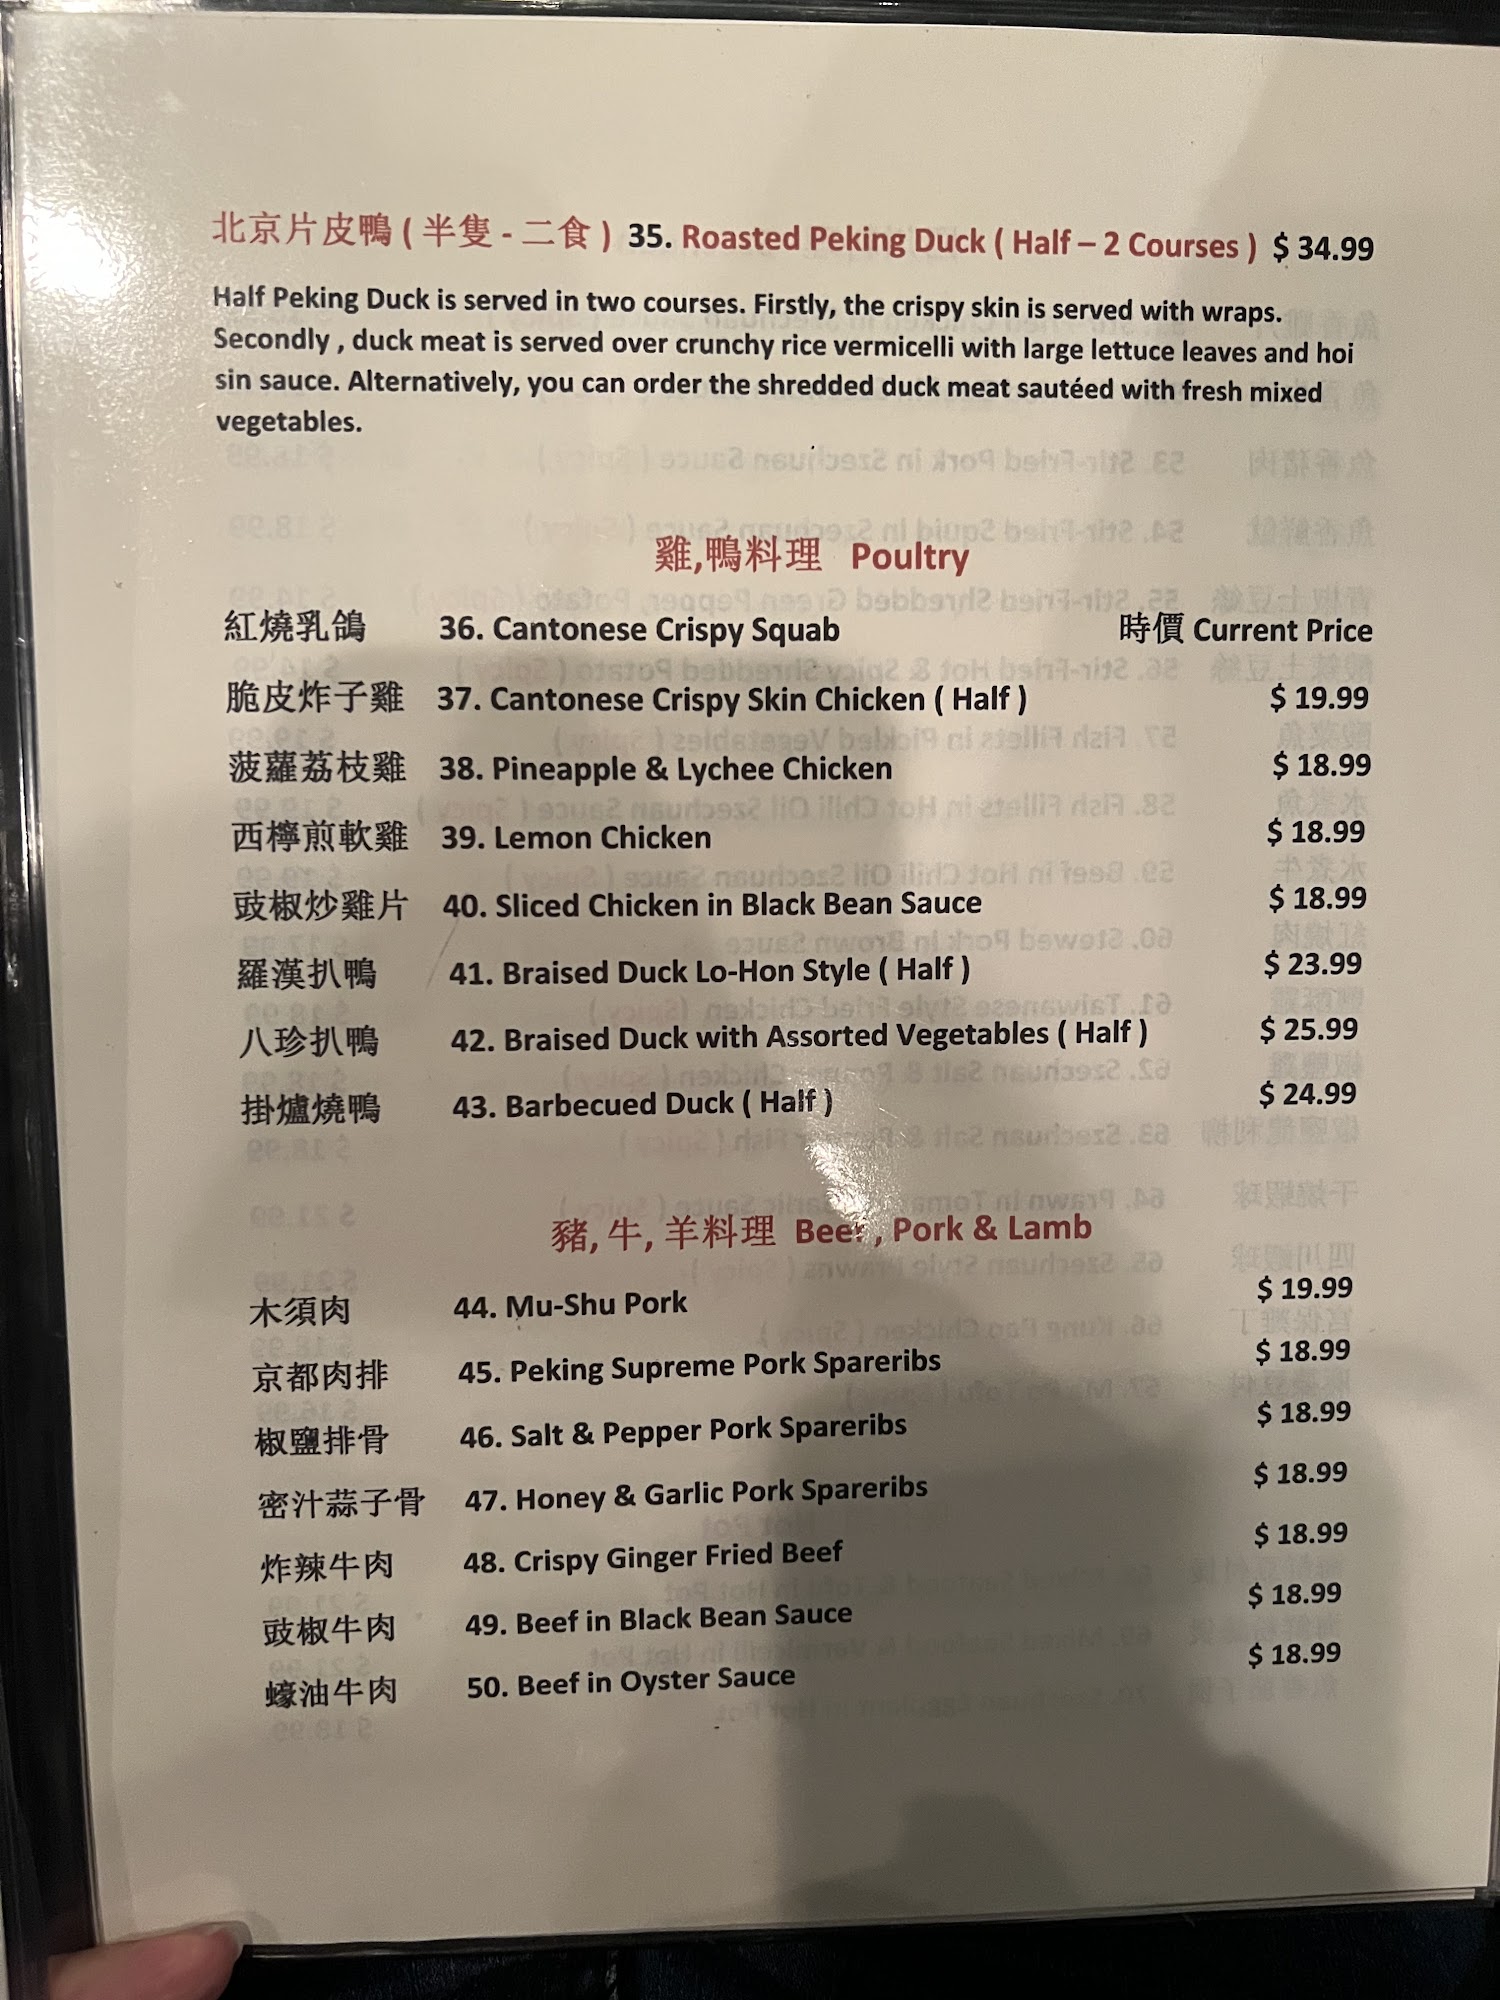 北京片皮鴨 ( 半隻 - 二食 ) 35. Roasted Peking Duck ( Half – 2 Courses ) $ 34.99
Half Peking Duck is served in two courses. Firstly, the crispy skin is served with wraps.
Secondly , duck meat is served over crunchy rice vermicelli with large lettuce leaves and hoi
sin sauce. Alternatively, you can order the shredded duck meat sautéed with fresh mixed
vegetables.
雞,鴨料理 Poultry
紅燒乳鴿 36. Cantonese Crispy Squab 時價 Current Price
脆皮炸子雞 37. Cantonese Crispy Skin Chicken ( Half ) $ 19.99
菠蘿荔枝雞 38. Pineapple & Lychee Chicken $ 18.99
西檸煎軟雞 39. Lemon Chicken $ 18.99
豉椒炒雞片 40. Sliced Chicken in Black Bean Sauce $ 18.99
羅漢扒鴨 41. Braised Duck Lo-Hon Style ( Half ) $ 23.99
八珍扒鴨 42. Braised Duck with Assorted Vegetables ( Half ) $ 25.99
掛爐燒鴨 43. Barbecued Duck ( Half ) $ 24.99
豬, 牛, 羊料理 Beef , Pork & Lamb
木須肉 44. Mu-Shu Pork $ 19.99
京都肉排 45. Peking Supreme Pork Spareribs $ 18.99
椒鹽排骨 46. Salt & Pepper Pork Spareribs $ 18.99
密汁蒜子骨 47. Honey & Garlic Pork Spareribs $ 18.99
炸辣牛肉 48. Crispy Ginger Fried Beef $ 18.99
豉椒牛肉 49. Beef in Black Bean Sauce $ 18.99
蠔油牛肉 50. Beef in Oyster Sauce $ 18.99